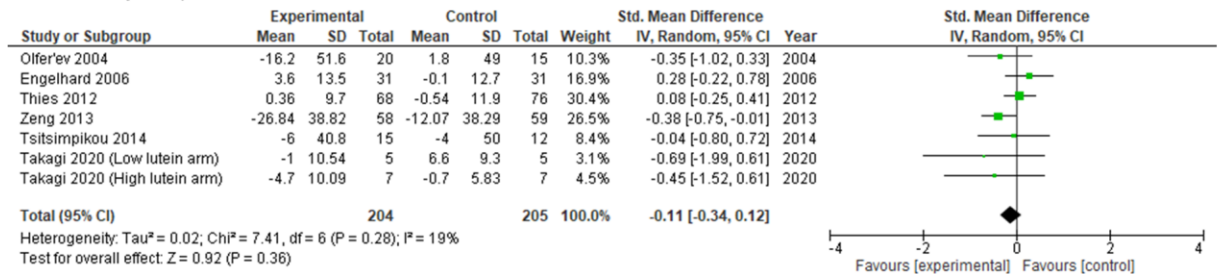 Experimental Control Std. Mean Difference Std. Mean Difference
Study or Subgroup Mean SD Total Mean SD Total Weight IV, Random, 95% CI Year IV, Random, 95% CI
Olfer'ev 2004 -16.2 51.6 20 1.8 49 15 10.3% -0.35 [-1.02, 0.33] 2004
Engelhard 2006 3.6 13.5 31 -0.1 12.7 31 16.9% 0.28 [-0.22, 0.78] 2006
Thies 2012 0.36 9.7 68 -0.54 11.9 76 30.4% 0.08 [-0.25, 0.41] 2012
Zeng 2013 -26.84 38.82 58 -12.07 38.29 59 26.5% -0.38 [-0.75, -0.01] 2013
Tsitsimpikou 2014 -6 40.8 15 -4 50 12 8.4% -0.04 [-0.80, 0.72] 2014
Takagi 2020 (Low lutein arm) -1 10.54 5 6.6 9.3 5 3.1% -0.69 [-1.99, 0.61] 2020
Takagi 2020 (High lutein arm) -4.7 10.09 7 -0.7 5.83 7 4.5% -0.45 [-1.52, 0.61] 2020
Total (95% CI) 204 205 100.0% -0.11 [-0.34, 0.12]
Heterogeneity: Tau² = 0.02; Chi² = 7.41, df = 6 (P = 0.28); I² = 19%
Test for overall effect: Z = 0.92 (P = 0.36)
-4 -2 0 2 4
Favours [experimental] Favours [control]